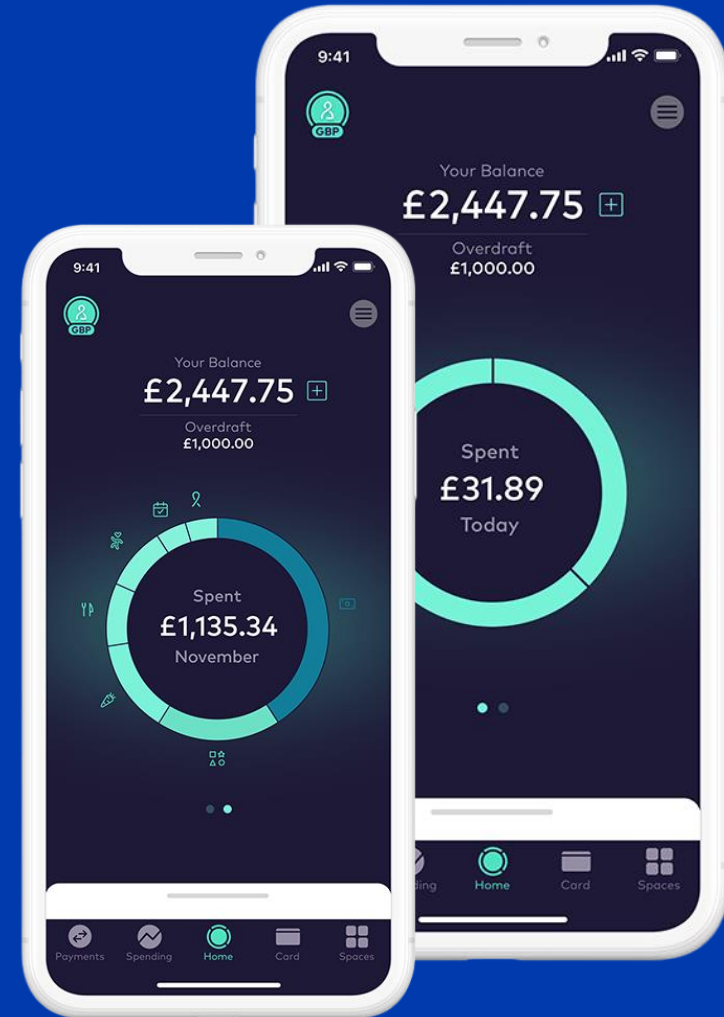 9:41
GBP
Your Balance
£2,447.75
Overdraft
£1,000.00
Spent
£1,135.34
November
Payments Spending Home Card Spaces
9:41
GBP
Your Balance
£2,447.75
Overdraft
£1,000.00
Spent
£31.89
Today
ding Home Card Spaces